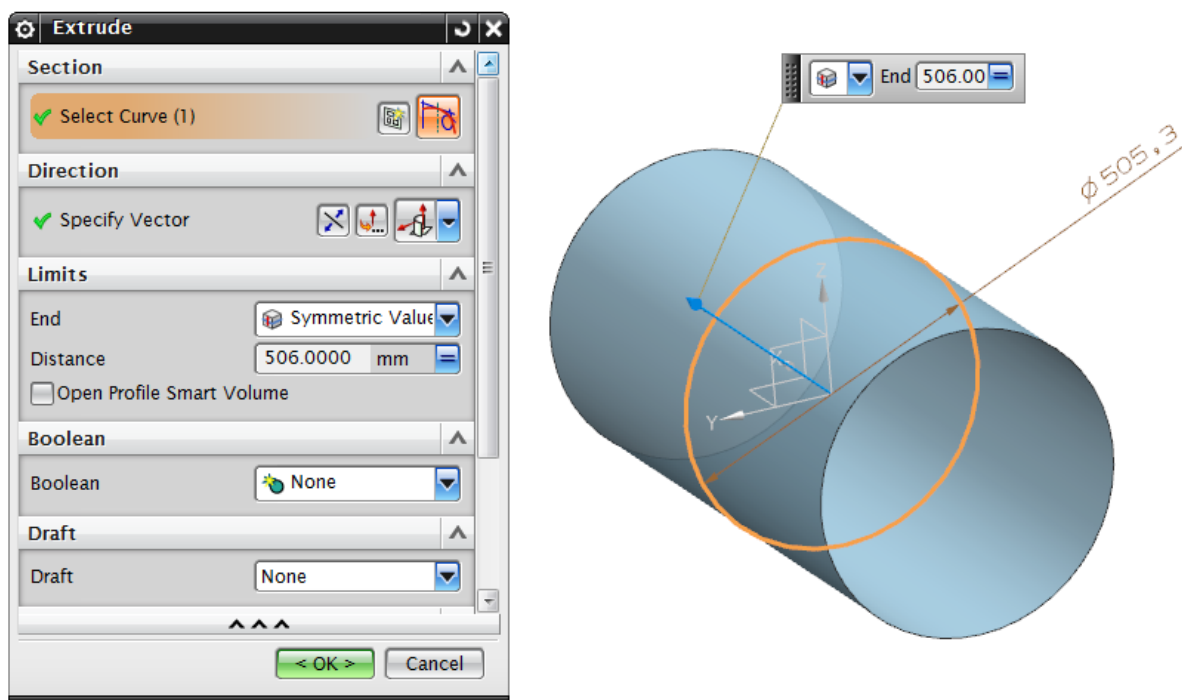 Extrude
Section
Select Curve (1)
Direction
Specify Vector
Limits
End Symmetric Value
Distance 506.0000 mm
Open Profile Smart Volume
Boolean
Boolean None
Draft
Draft None
< OK > Cancel
End 506.00
Ø505,3
Z
X
Y